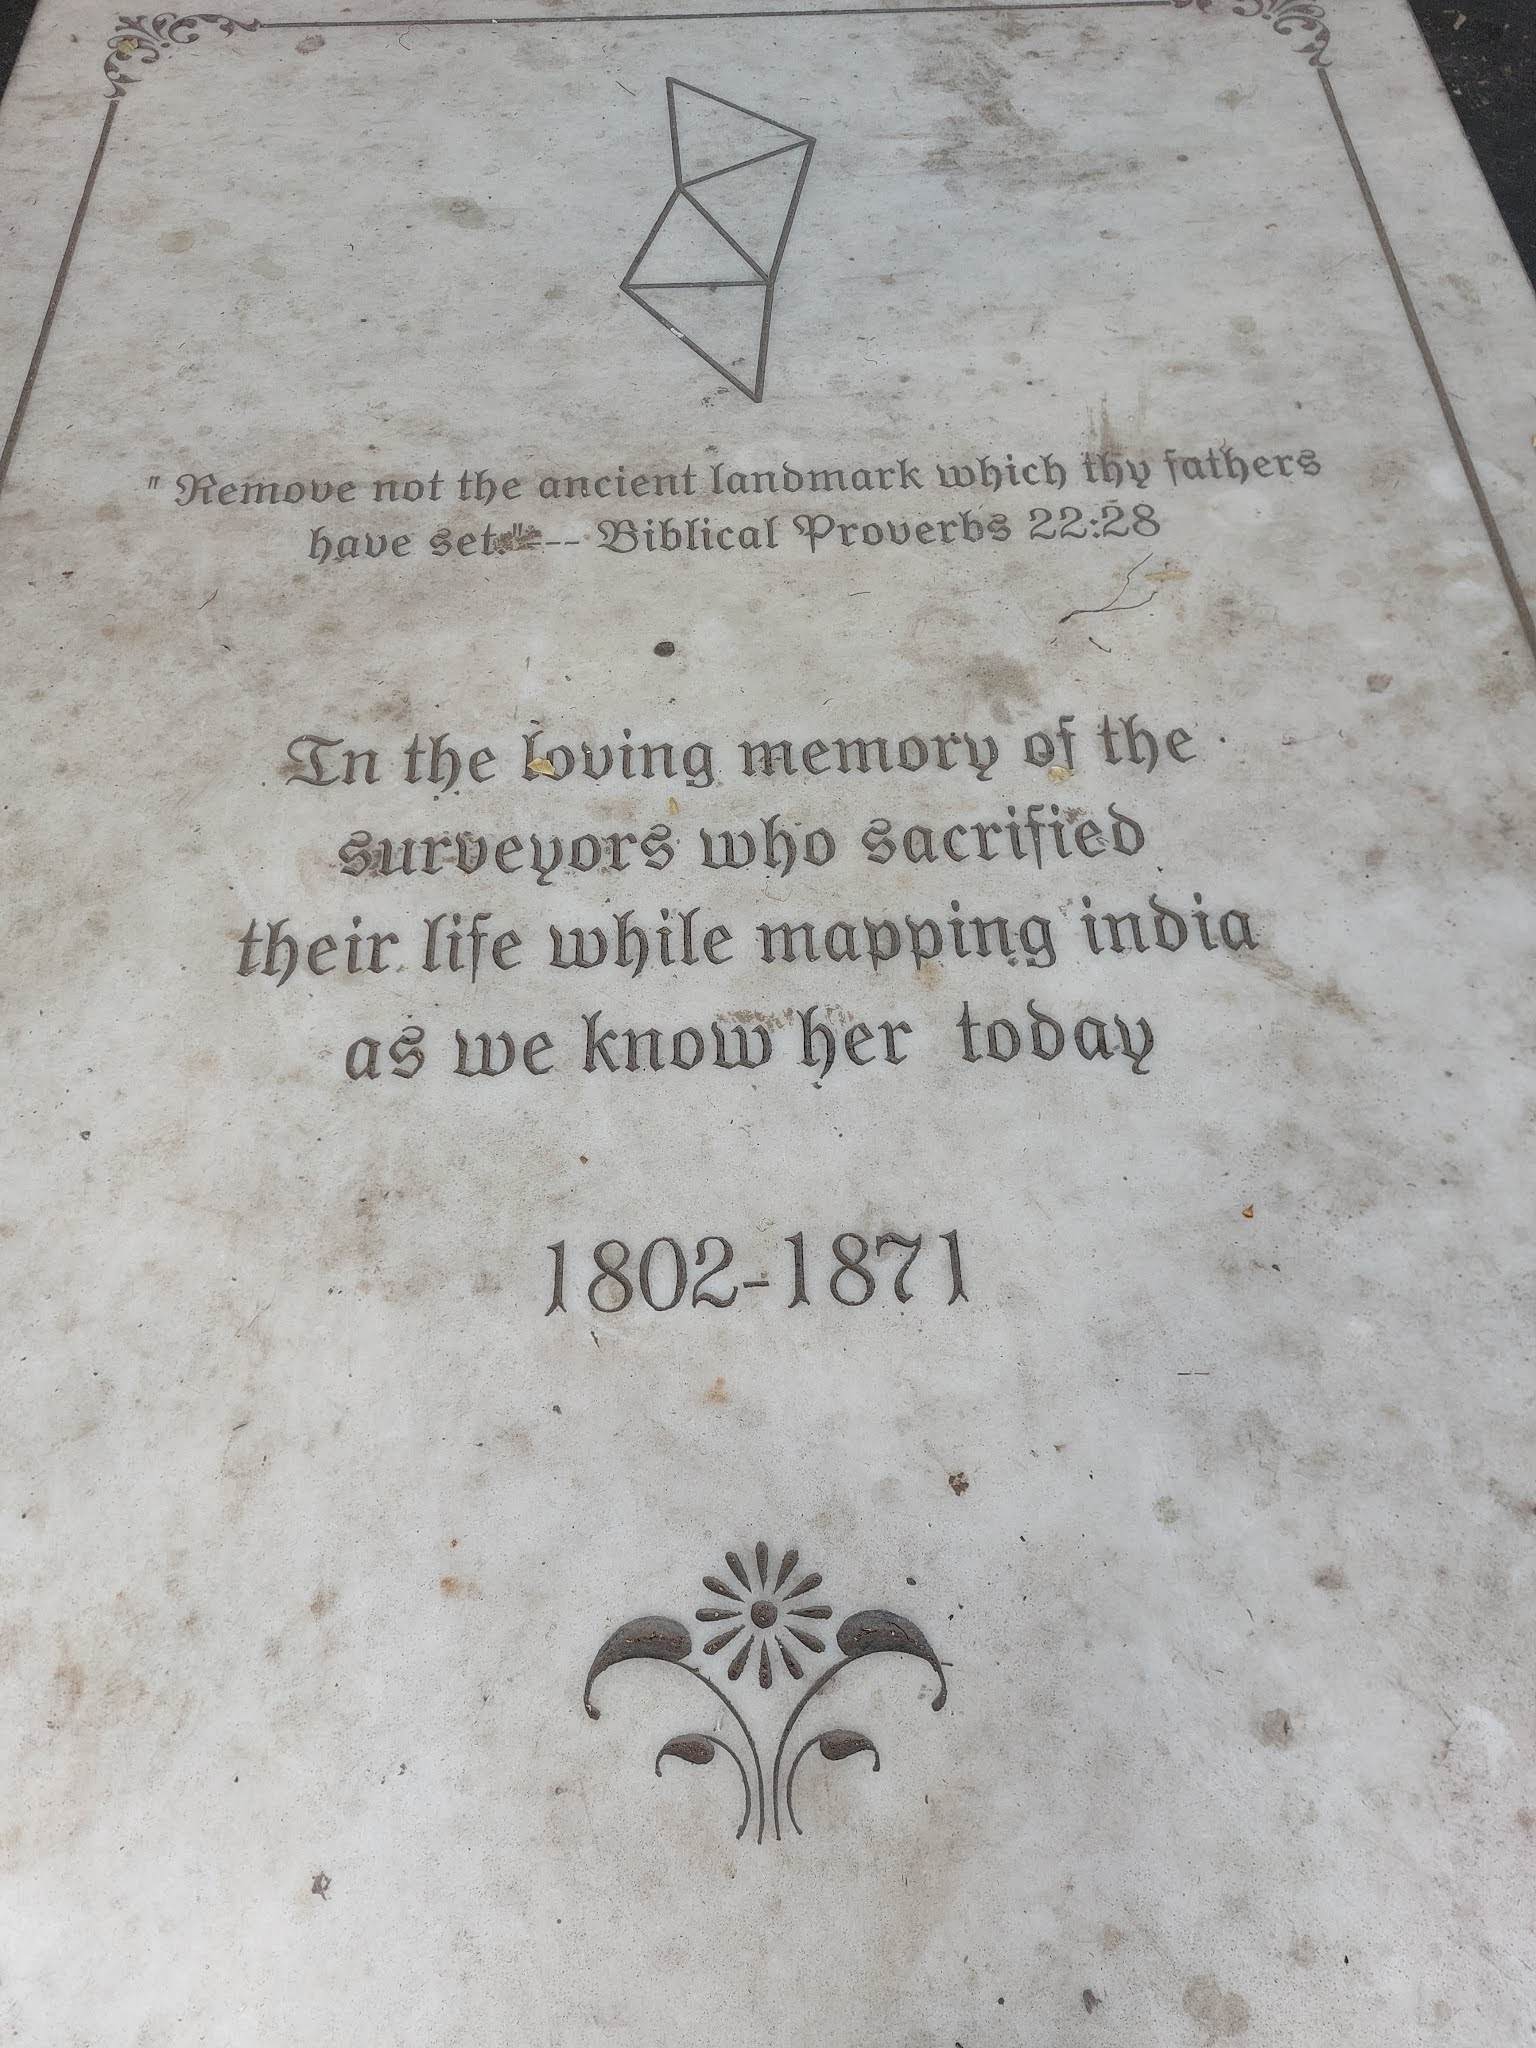 " Remove not the ancient landmark which thy fathers
have set."--- Biblical Proverbs 22:28
In the loving memory of the
surveyors who sacrified
their life while mapping india
as we know her today
1802-1871